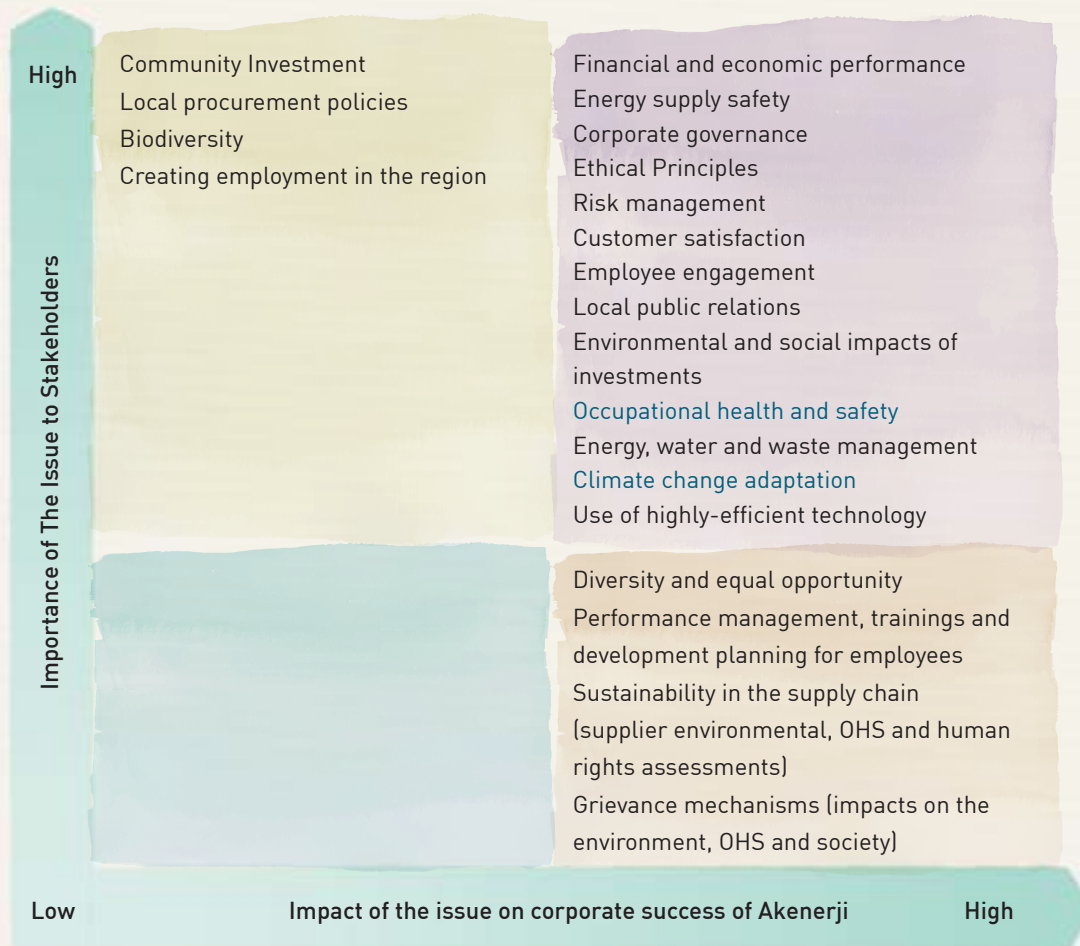 High
Importance of The Issue to Stakeholders
Community Investment
Local procurement policies
Biodiversity
Creating employment in the region
Financial and economic performance
Energy supply safety
Corporate governance
Ethical Principles
Risk management
Customer satisfaction
Employee engagement
Local public relations
Environmental and social impacts of
investments
Occupational health and safety
Energy, water and waste management
Climate change adaptation
Use of highly-efficient technology
Diversity and equal opportunity
Performance management, trainings and
development planning for employees
Sustainability in the supply chain
(supplier environmental, OHS and human
rights assessments)
Grievance mechanisms (impacts on the
environment, OHS and society)
Low
Impact of the issue on corporate success of Akenerji
High